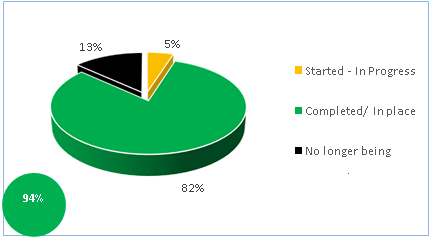 13%
5%
82%
94%
Started - In Progress
Completed/ In place
No longer being